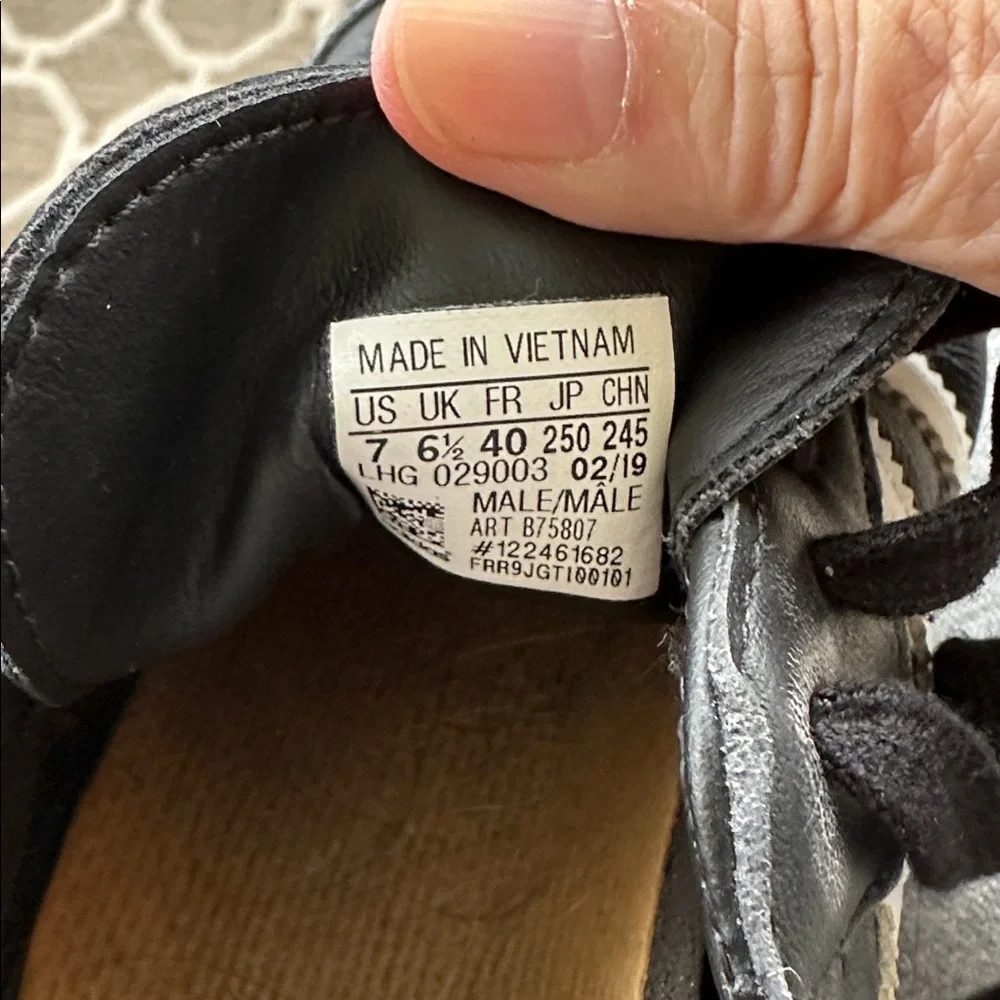 MADE IN VIETNAM
US UK FR JP CHN
7 6½ 40 250 245
LHG 029003 02/19
MALE/MÂLE
ART B75807
#122461682
FRR9JGTI00101